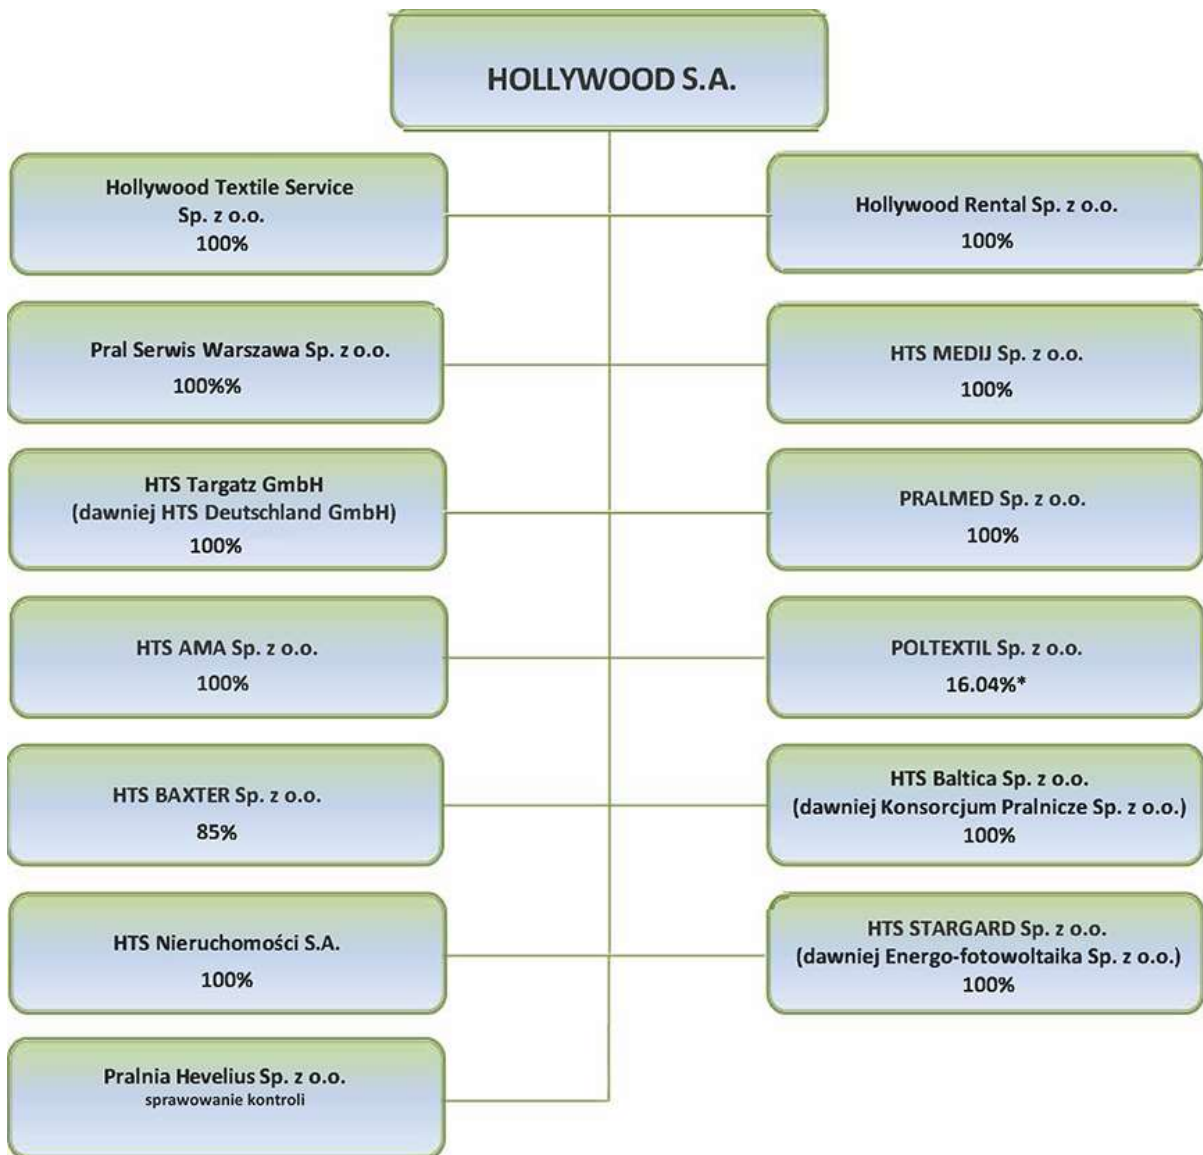 HOLLYWOOD S.A.
Hollywood Textile Service
Sp. z o.o.
100%
Hollywood Rental Sp. z o.o.
100%
Pral Serwis Warszawa Sp. z o.o.
100%%
HTS MEDIJ Sp. z o.o.
100%
HTS Targatz GmbH
(dawniej HTS Deutschland GmbH)
100%
PRALMED Sp. z o.o.
100%
HTS AMA Sp. z o.o.
100%
POLTEXTIL Sp. z o.o.
16.04%*
HTS BAXTER Sp. z o.o.
85%
HTS Baltica Sp. z o.o.
(dawniej Konsorcjum Pralnicze Sp. z o.o.)
100%
HTS Nieruchomości S.A.
100%
HTS STARGARD Sp. z o.o.
(dawniej Energo-fotowoltaika Sp. z o.o.)
100%
Pralnia Hevelius Sp. z o.o.
sprawowanie kontroli